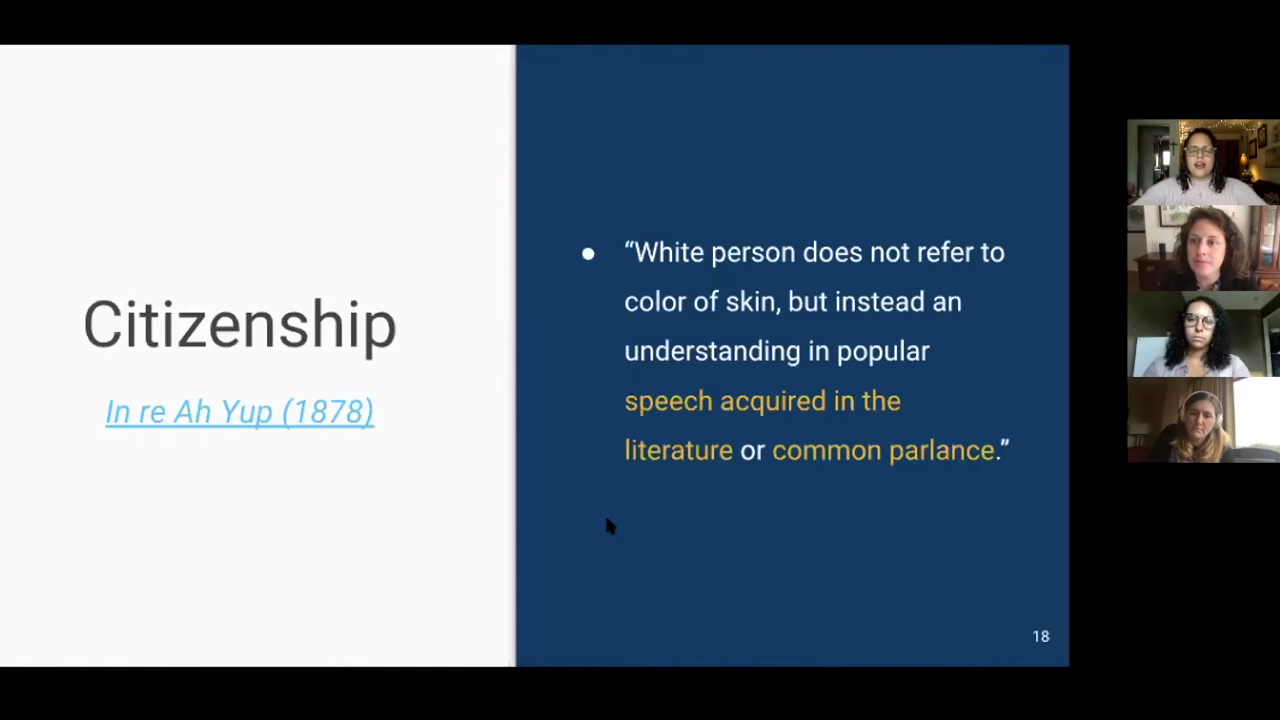 Citizenship
In re Ah Yup (1878)
● “White person does not refer to
color of skin, but instead an
understanding in popular
speech acquired in the
literature or common parlance.”
18